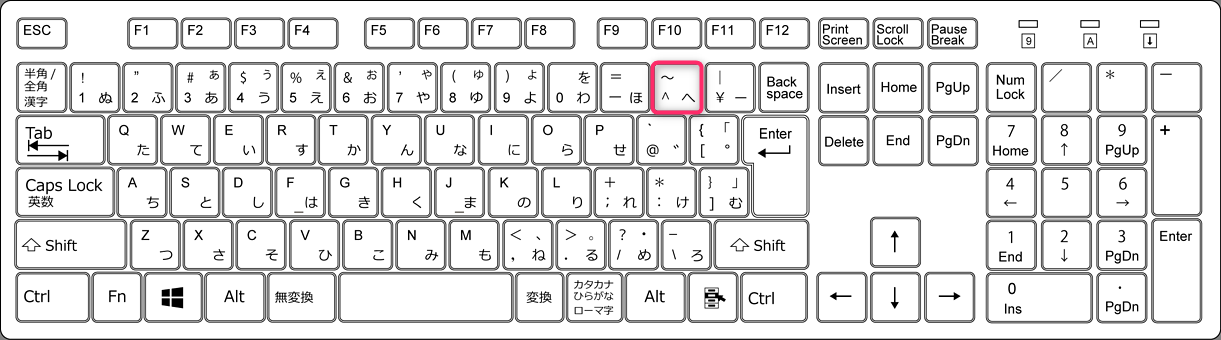 ESC F1 F2 F3 F4 F5 F6 F7 F8 F9 F10 F11 F12 Print Scroll Pause
Screen Lock Break 9 A ⬇
半角/ ! " # ぁ $ ぅ % ぇ & ぉ ' ゃ ( ゅ ) ょ を = ～ | Back Insert Home PgUp Num ／ * ー
全角
漢字 1 ぬ 2 ふ 3 あ 4 う 5 え 6 お 7 や 8 ゆ 9 よ 0 わ ー ほ ^ へ ¥ ー space Lock
Tab Q W E R T Y U I O P ` { 「 Enter Delete End PgDn 7 8 9 +
た て い す か ん な に ら せ @ ゛ [ ° Home ↑ PgUp
Caps Lock A S D F G H J K L + * } 」 4 5 6
英数 ち と し _は き く _ま の り ; れ : け ] む ← →
Shift Z X C V B N M < 、 > 。 ? ・ _ Shift ↑ 1 2 3 Enter
つ さ そ ひ こ み も , ね . る / め \ ろ End ↓ PgDn
Ctrl Fn Alt 無変換 変換 カタカナ Alt Ctrl ← ↓ → 0 .
ひらがな Ins PgDn
ローマ字